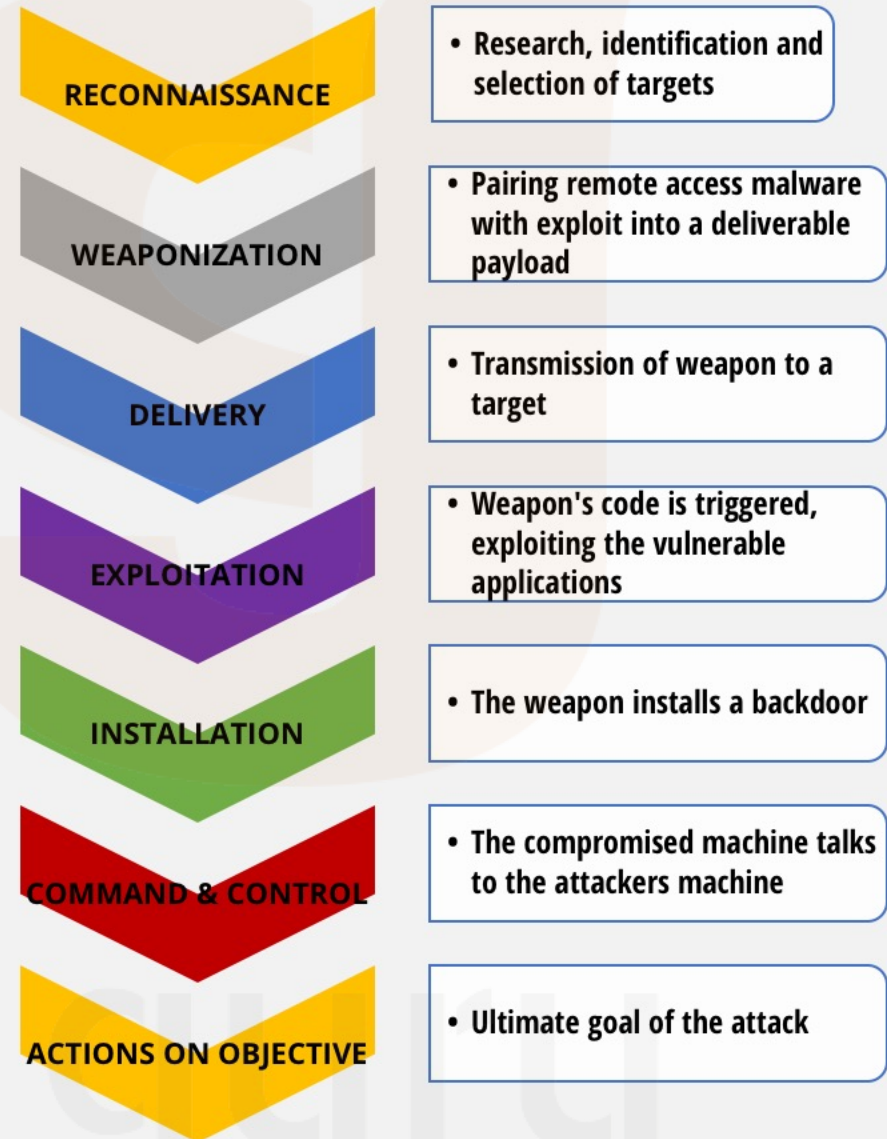 RECONNAISSANCE
• Research, identification and
selection of targets
WEAPONIZATION
• Pairing remote access malware
with exploit into a deliverable
payload
DELIVERY
• Transmission of weapon to a
target
EXPLOITATION
• Weapon's code is triggered,
exploiting the vulnerable
applications
INSTALLATION
• The weapon installs a backdoor
COMMAND & CONTROL
• The compromised machine talks
to the attackers machine
ACTIONS ON OBJECTIVE
• Ultimate goal of the attack